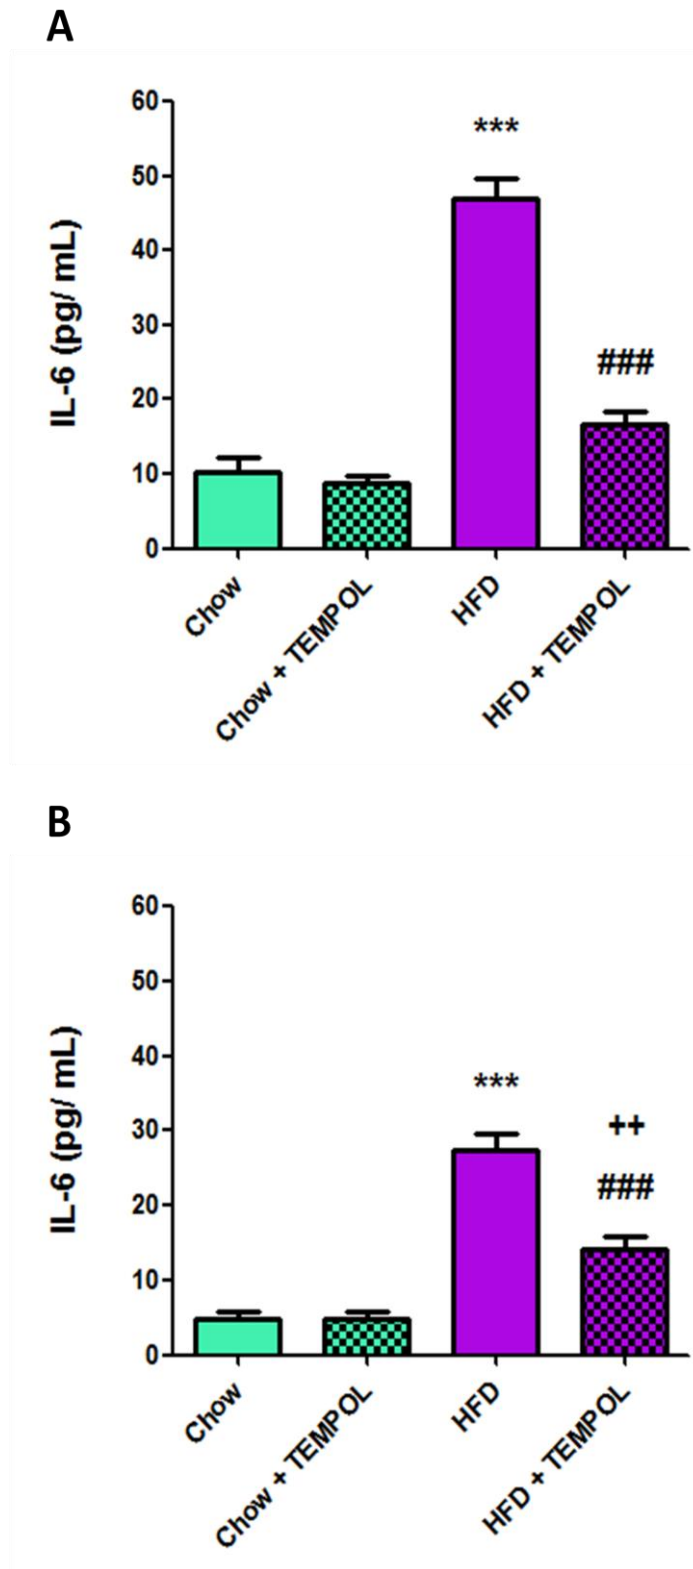 A
60
50
40
30
20
10
0
IL-6 (pg/ mL)
***
###
Chow
Chow + TEMPOL
HFD
HFD + TEMPOL
B
60
50
40
30
20
10
0
IL-6 (pg/ mL)
***
++
###
Chow
Chow + TEMPOL
HFD
HFD + TEMPOL